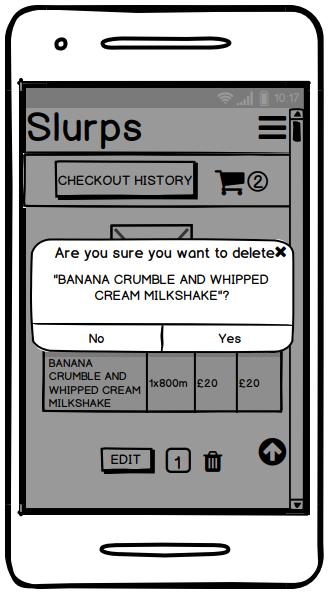 10:17
Slurps
CHECKOUT HISTORY
2
Are you sure you want to delete
"BANANA CRUMBLE AND WHIPPED
CREAM MILKSHAKE"?
No
Yes
BANANA
CRUMBLE AND
WHIPPED CREAM
MILKSHAKE
1x800m
£20
£20
EDIT
1